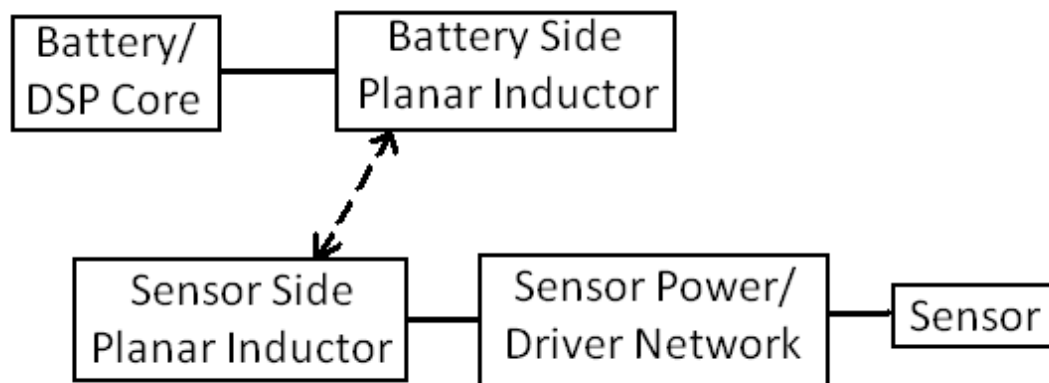 Battery/
DSP Core
Battery Side
Planar Inductor
Sensor Side
Planar Inductor
Sensor Power/
Driver Network
Sensor